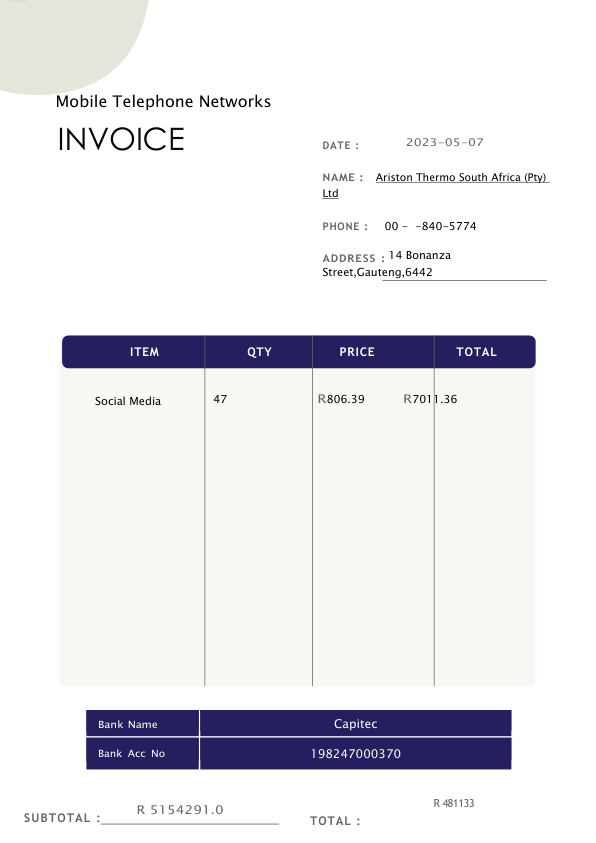 Mobile Telephone Networks
INVOICE
DATE : 2023-05-07
NAME : Ariston Thermo South Africa (Pty)
Ltd
PHONE : 00 - -840-5774
ADDRESS : 14 Bonanza
Street,Gauteng,6442
ITEM QTY PRICE TOTAL
Social Media 47 R806.39 R7011.36
Bank Name Capitec
Bank Acc No 198247000370
SUBTOTAL : R 5154291.0
TOTAL : R 481133